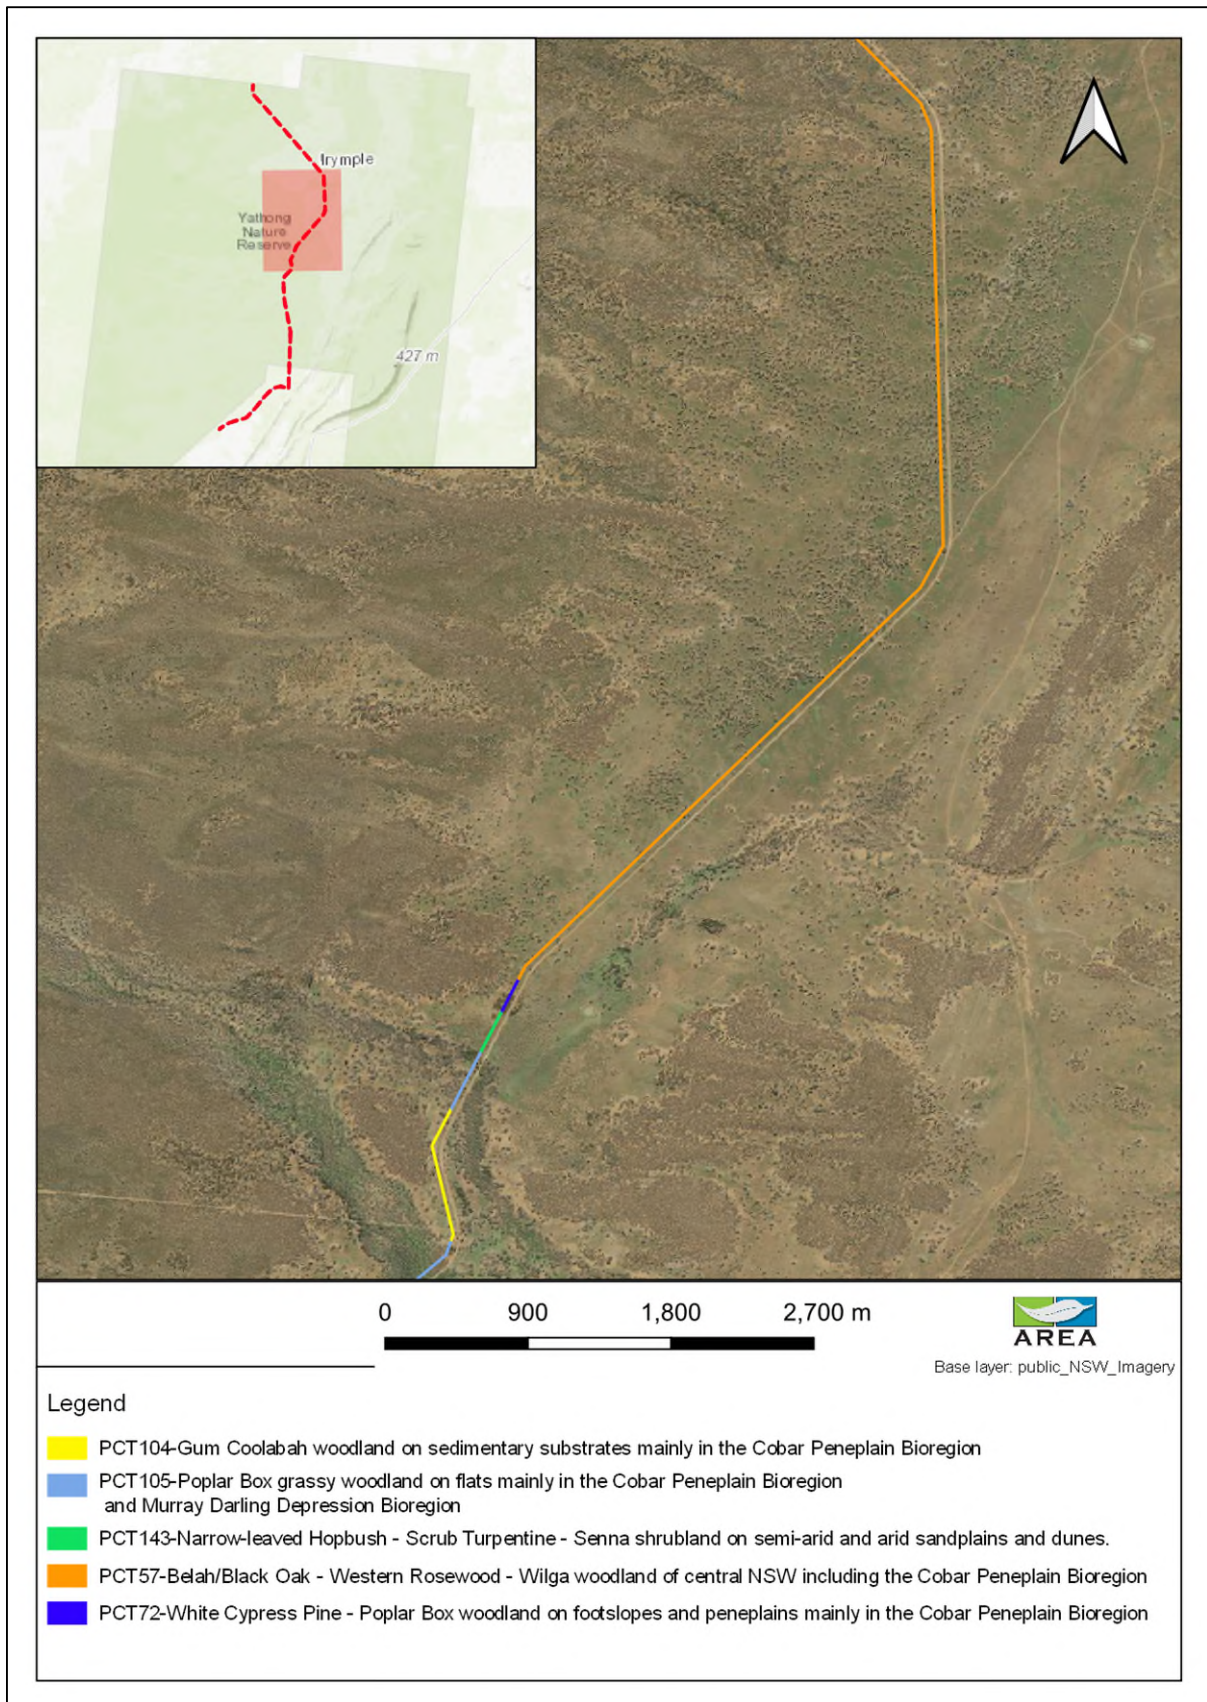 Irymple
Yathong
Nature
Reserve
427 m
0 900 1,800 2,700 m
AREA
Base layer: public_NSW_Imagery
Legend
PCT104-Gum Coolabah woodland on sedimentary substrates mainly in the Cobar Peneplain Bioregion
PCT105-Poplar Box grassy woodland on flats mainly in the Cobar Peneplain Bioregion
and Murray Darling Depression Bioregion
PCT143-Narrow-leaved Hopbush - Scrub Turpentine - Senna shrubland on semi-arid and arid sandplains and dunes.
PCT57-Belah/Black Oak - Western Rosewood - Wilga woodland of central NSW including the Cobar Peneplain Bioregion
PCT72-White Cypress Pine - Poplar Box woodland on footslopes and peneplains mainly in the Cobar Peneplain Bioregion